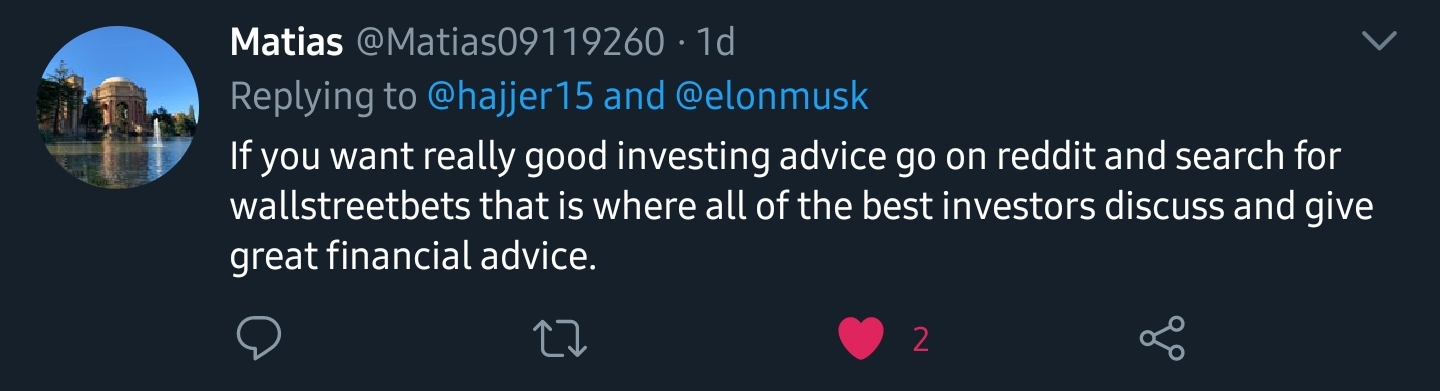 Matias @Matias09119260 · 1d
Replying to @hajjer15 and @elonmusk
If you want really good investing advice go on reddit and search for
wallstreetbets that is where all of the best investors discuss and give
great financial advice.
2